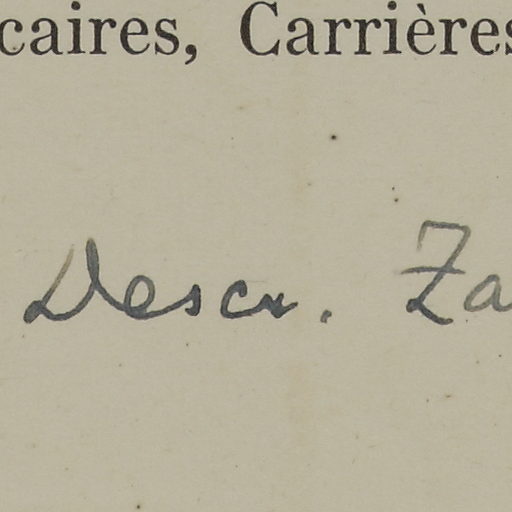 caires, Carrières
Descr. Za